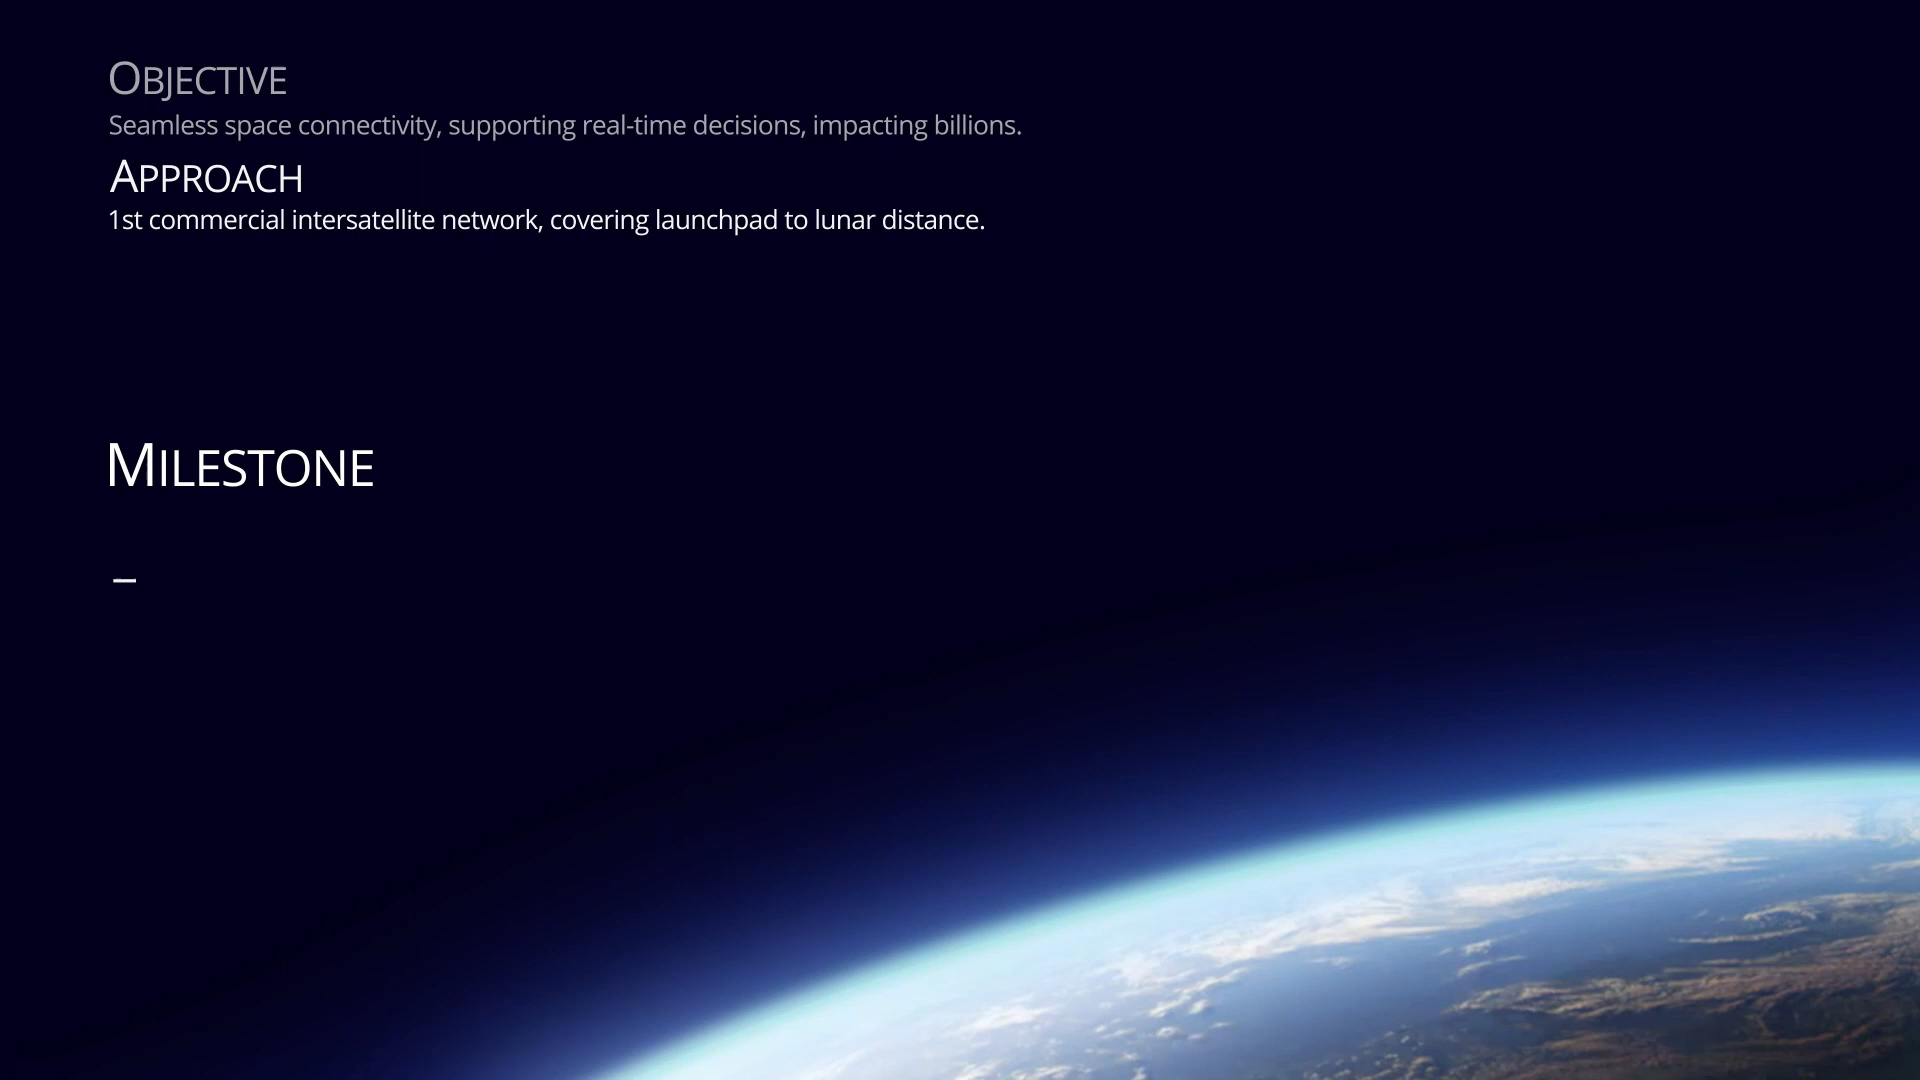 OBJECTIVE
Seamless space connectivity, supporting real-time decisions, impacting billions.
APPROACH
1st commercial intersatellite network, covering launchpad to lunar distance.
MILESTONE
_